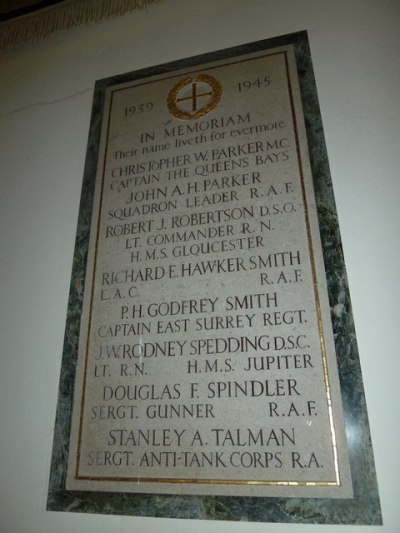 1939 1945
IN MEMORIAM
Their name liveth for evermore
CHRISTOPHER W. PARKER M.C.
CAPTAIN THE QUEENS BAYS
JOHN A. H. PARKER
SQUADRON LEADER R. A. F.
ROBERT J. ROBERTSON D.S.O.
LT. COMMANDER R. N.
H.M.S. GLOUCESTER
RICHARD E. HAWKER SMITH
L. A. C. R.A.F.
P. H. GODFREY SMITH
CAPTAIN EAST SURREY REGT.
J.W. RODNEY SPEDDING D.S.C.
LT. R.N. H.M.S. JUPITER
DOUGLAS F. SPINDLER
SERGT. GUNNER R.A.F.
STANLEY A. TALMAN
SERGT. ANTI-TANK CORPS R.A.